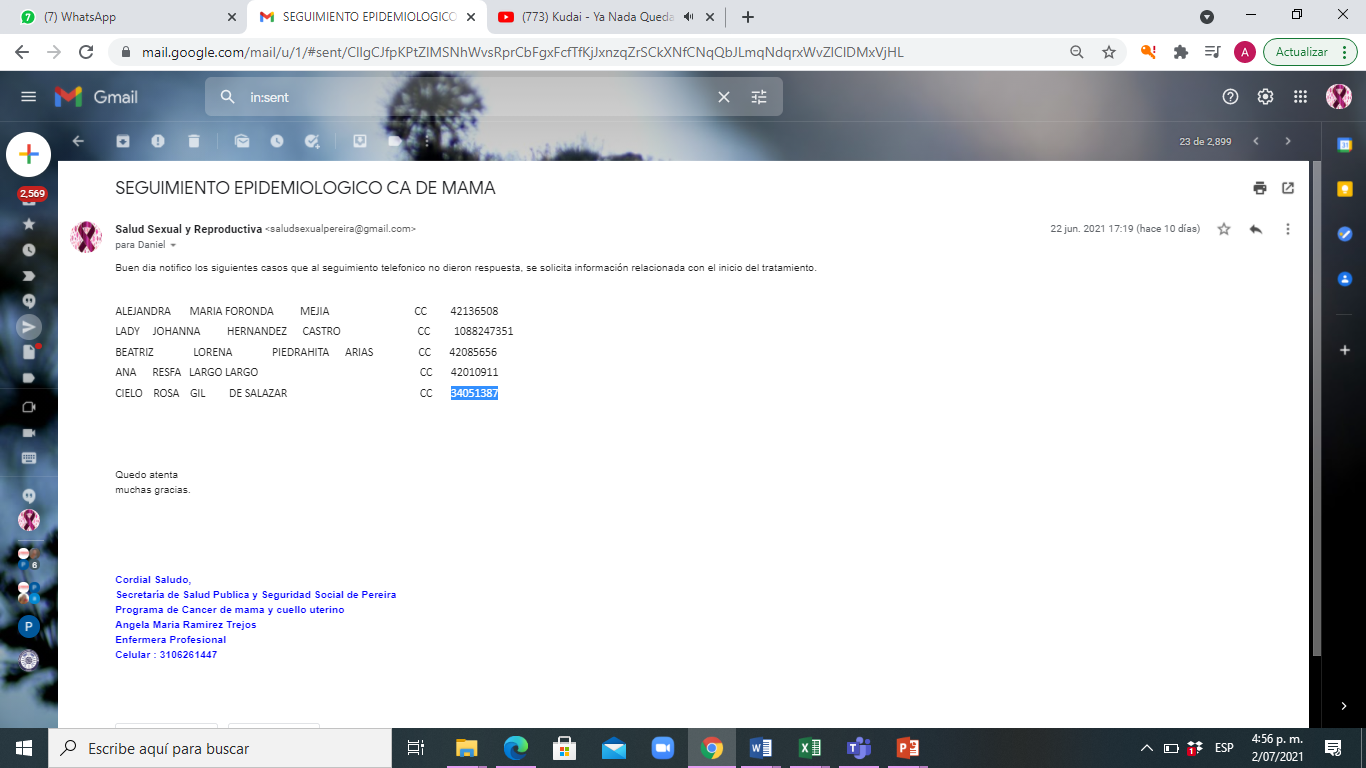 (7) WhatsApp
SEGUIMIENTO EPIDEMIOLOGICO
(773) Kudai - Ya Nada Queda
mail.google.com/mail/u/1/#sent/
A
Actualizar
Gmail
in:sent
23 de 2,899
2,569
SEGUIMIENTO EPIDEMIOLOGICO CA DE MAMA
Salud Sexual y Reproductiva <saludsexualpereira@gmail.com>
22 jun. 2021 17:19 (hace 10 días)
para Daniel
Buen dia notifico los siguientes casos que al seguimiento telefonico no dieron respuesta, se solicita información relacionada con el inicio del tratamiento.
ALEJANDRA MARIA FORONDA MEJIA CC 42136508
LADY JOHANNA HERNANDEZ CASTRO CC 1088247351
BEATRIZ LORENA PIEDRAHITA ARIAS CC 42085656
ANA RESFA LARGO LARGO CC 42010911
CIELO ROSA GIL DE SALAZAR CC 34051387
Quedo atenta
muchas gracias.
6
P
Cordial Saludo,
Secretaría de Salud Publica y Seguridad Social de Pereira
Programa de Cancer de mama y cuello uterino
Angela Maria Ramirez Trejos
Enfermera Profesional
Celular : 3106261447
Escribe aquí para buscar
ESP
4:56 p. m.
2/07/2021